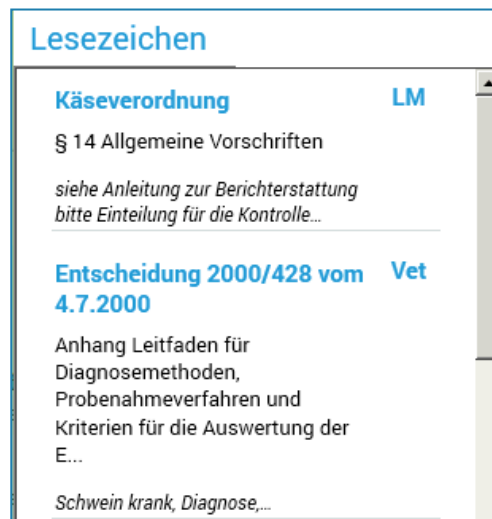 Lesezeichen
Käseverordnung LM
§ 14 Allgemeine Vorschriften
siehe Anleitung zur Berichterstattung
bitte Einteilung für die Kontrolle...
Entscheidung 2000/428 vom Vet
4.7.2000
Anhang Leitfaden für
Diagnosemethoden,
Probenahmeverfahren und
Kriterien für die Auswertung der
E...
Schwein krank, Diagnose,...